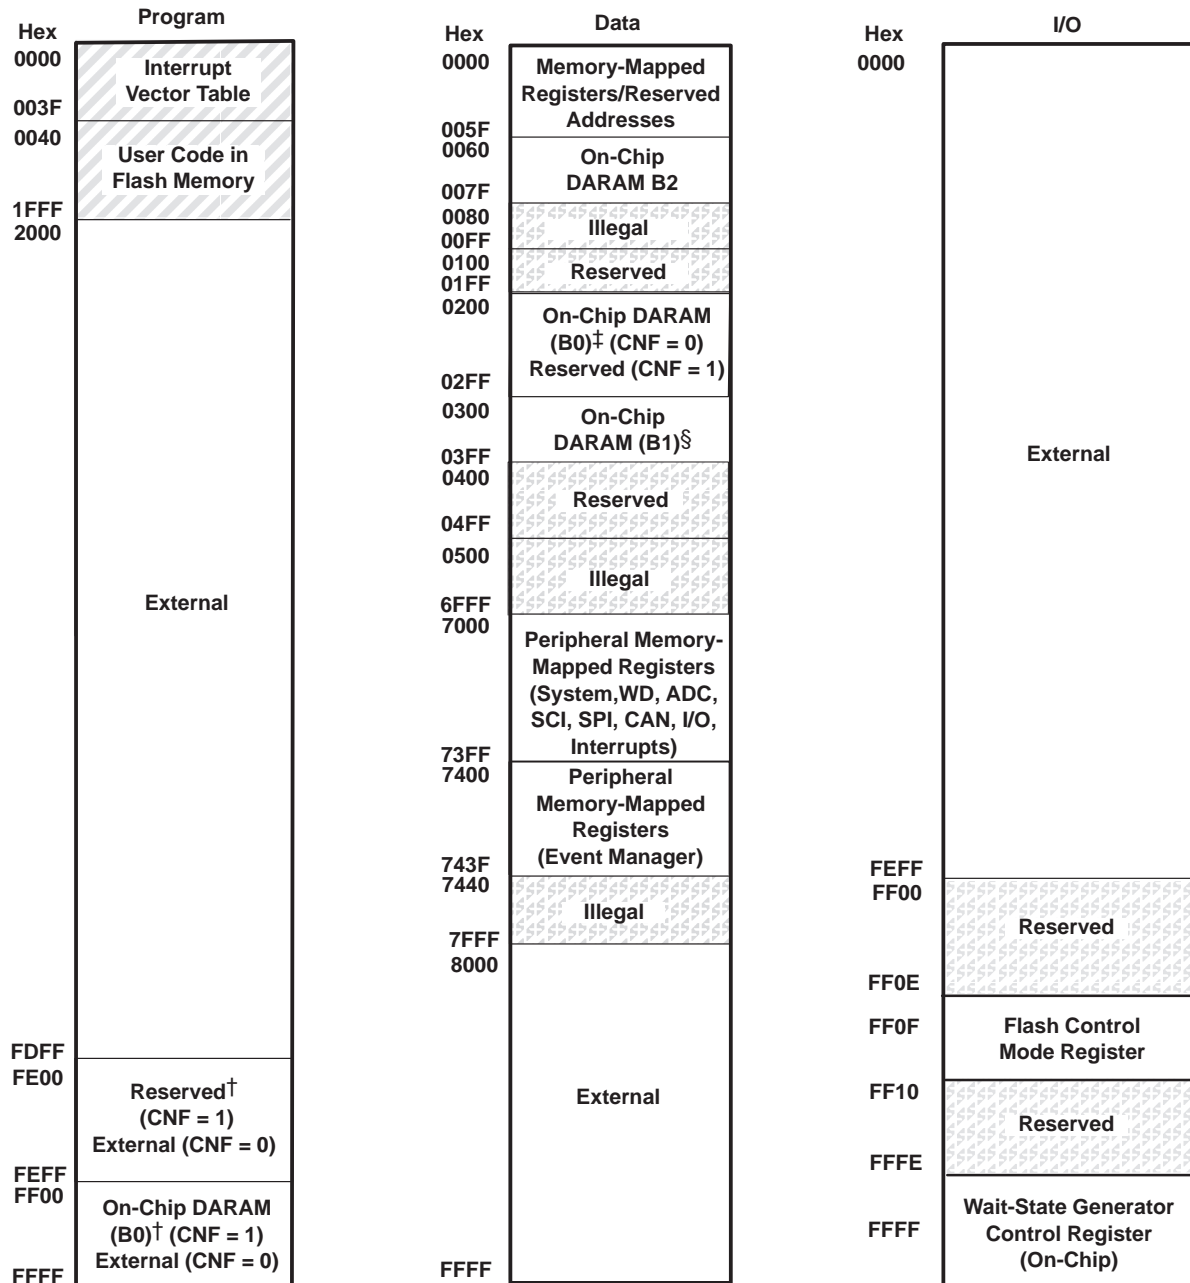 Program
Hex
0000
Interrupt
Vector Table
003F
0040
User Code in
Flash Memory
1FFF
2000
External
FDFF
FE00
Reserved†
(CNF = 1)
External (CNF = 0)
FEFF
FF00
On-Chip DARAM
(B0)† (CNF = 1)
External (CNF = 0)
FFFF
Data
Hex
0000
Memory-Mapped
Registers/Reserved
Addresses
005F
0060
On-Chip
DARAM B2
007F
0080
Illegal
00FF
0100
Reserved
01FF
0200
On-Chip DARAM
(B0)‡ (CNF = 0)
Reserved (CNF = 1)
02FF
0300
On-Chip
DARAM (B1)§
03FF
0400
Reserved
04FF
0500
Illegal
6FFF
7000
Peripheral Memory-
Mapped Registers
(System,WD, ADC,
SCI, SPI, CAN, I/O,
Interrupts)
73FF
7400
Peripheral
Memory-Mapped
Registers
(Event Manager)
743F
7440
Illegal
7FFF
8000
External
FFFF
I/O
Hex
0000
External
FEFF
FF00
Reserved
FF0E
FF0F
Flash Control
Mode Register
FF10
Reserved
FFFE
Wait-State Generator
Control Register
(On-Chip)
FFFF